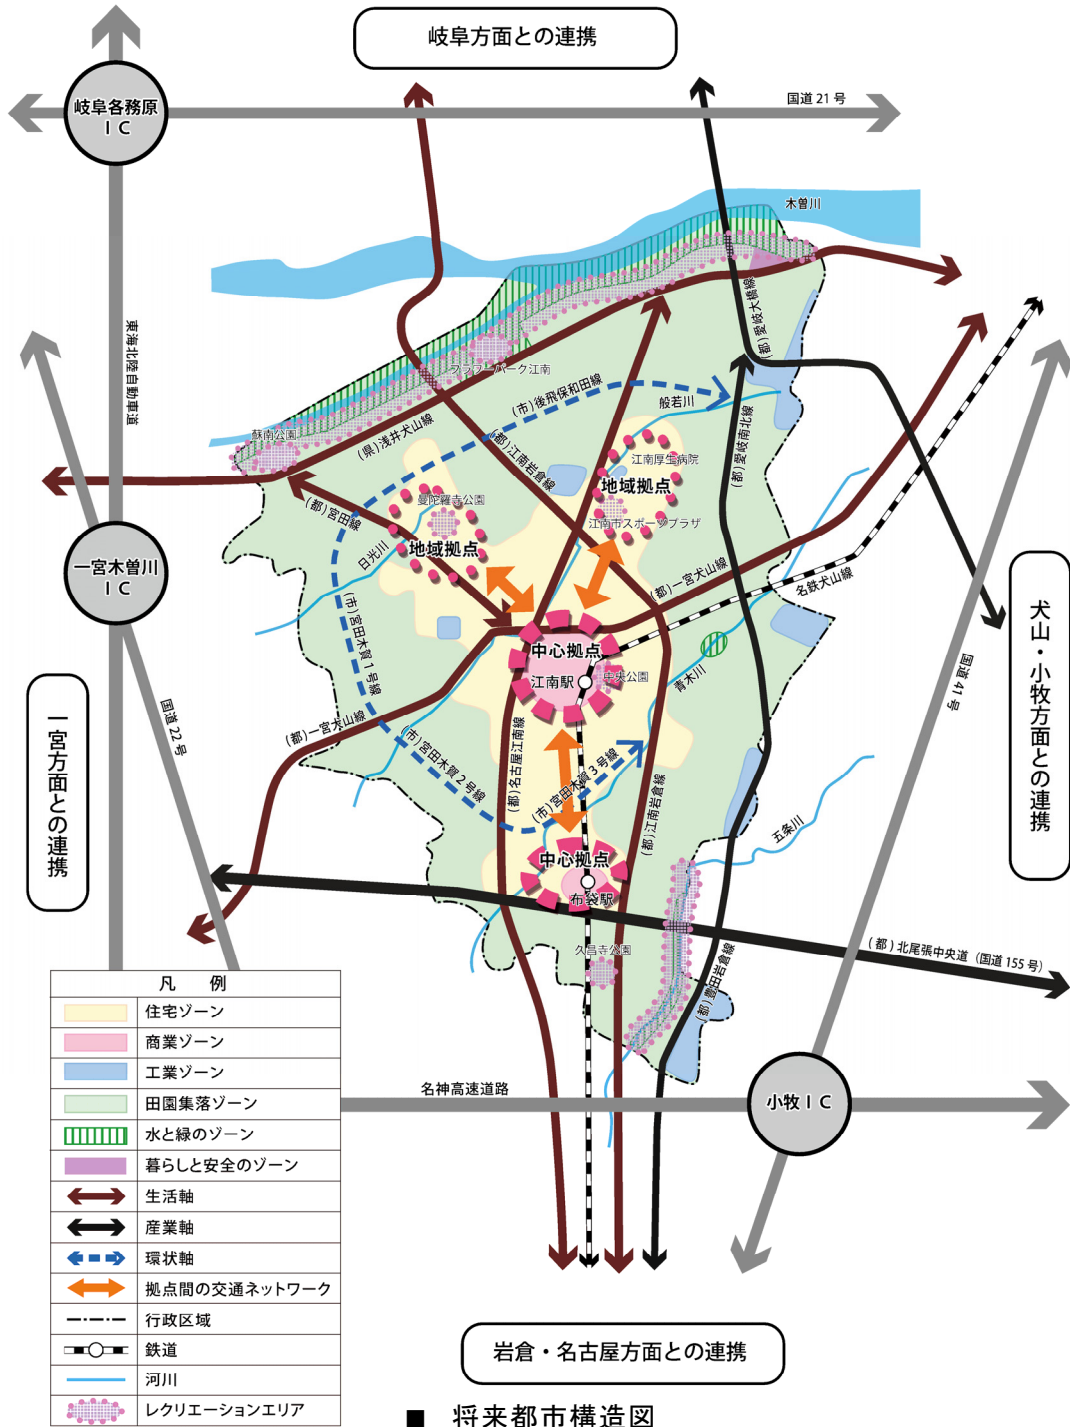 岐阜方面との連携
岐阜各務原
IC
国道21号
木曽川
東海北陸自動車道
(都)愛岐大橋線
フラワーパーク江南
(市)後飛保和田線
般若川
(県)浅井犬山線
(都)江南岩倉線
(都)愛岐南北線
蘇南公園
江南厚生病院
地域拠点
(都)宮田線
曼陀羅寺公園
江南市スポーツプラザ
日光川
地域拠点
一宮木曽川
IC
(都)一宮犬山線
名鉄犬山線
(市)宮田木賀1号線
犬山・小牧方面との連携
中心拠点
江南駅
中央公園
青木川
国道41号
一宮方面との連携
国道22号
(都)一宮犬山線
(市)宮田木賀2号線
(都)名古屋江南線
(市)宮田木賀3号線
(都)江南岩倉線
五条川
中心拠点
布袋駅
久昌寺公園
(都)豊田岩倉線
(都)北尾張中央道(国道155号)
名神高速道路
小牧IC
凡例
住宅ゾーン
商業ゾーン
工業ゾーン
田園集落ゾーン
水と緑のゾーン
暮らしと安全のゾーン
生活軸
産業軸
環状軸
拠点間の交通ネットワーク
行政区域
鉄道
河川
レクリエーションエリア
岩倉・名古屋方面との連携
■ 将来都市構造図